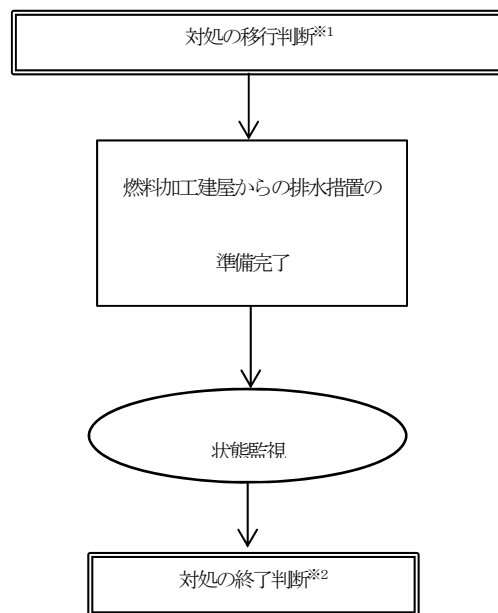 対処の移行判断※1
燃料加工建屋からの排水措置の
準備完了
状態監視
対処の終了判断※2